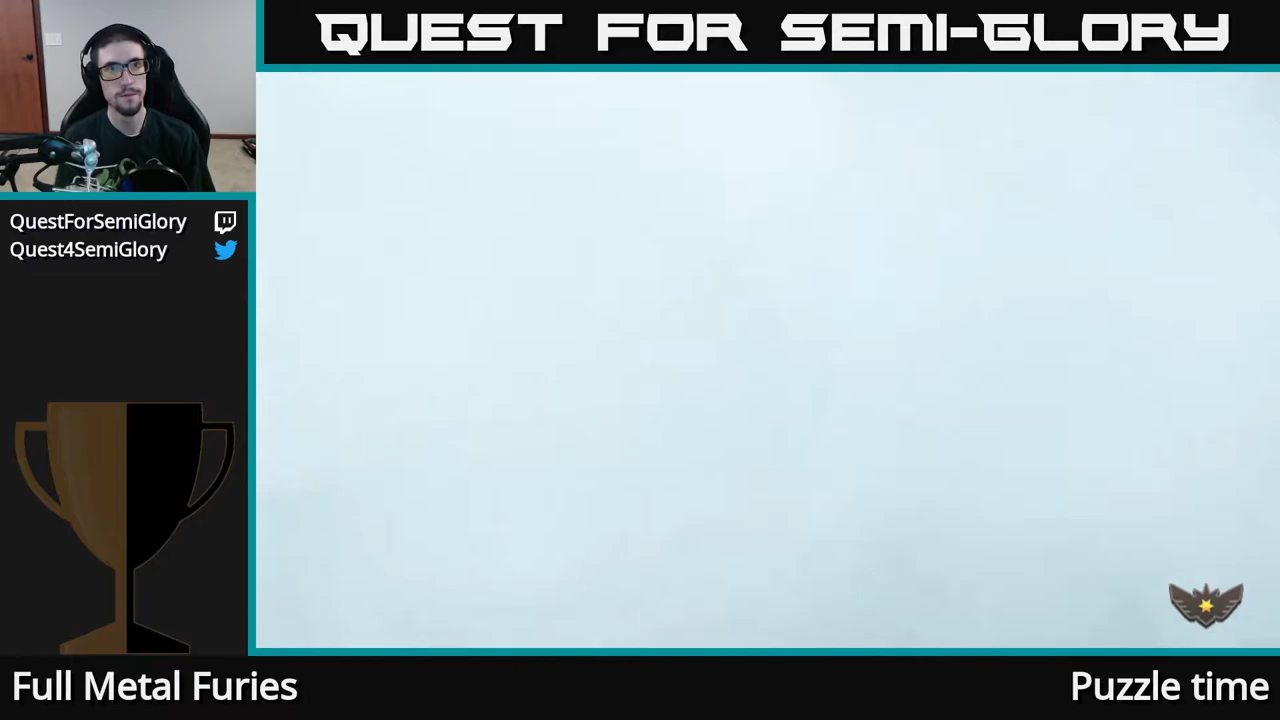 QUEST FOR SEMI-GLORY
QuestForSemiGlory
Quest4SemiGlory
Full Metal Furies
Puzzle time